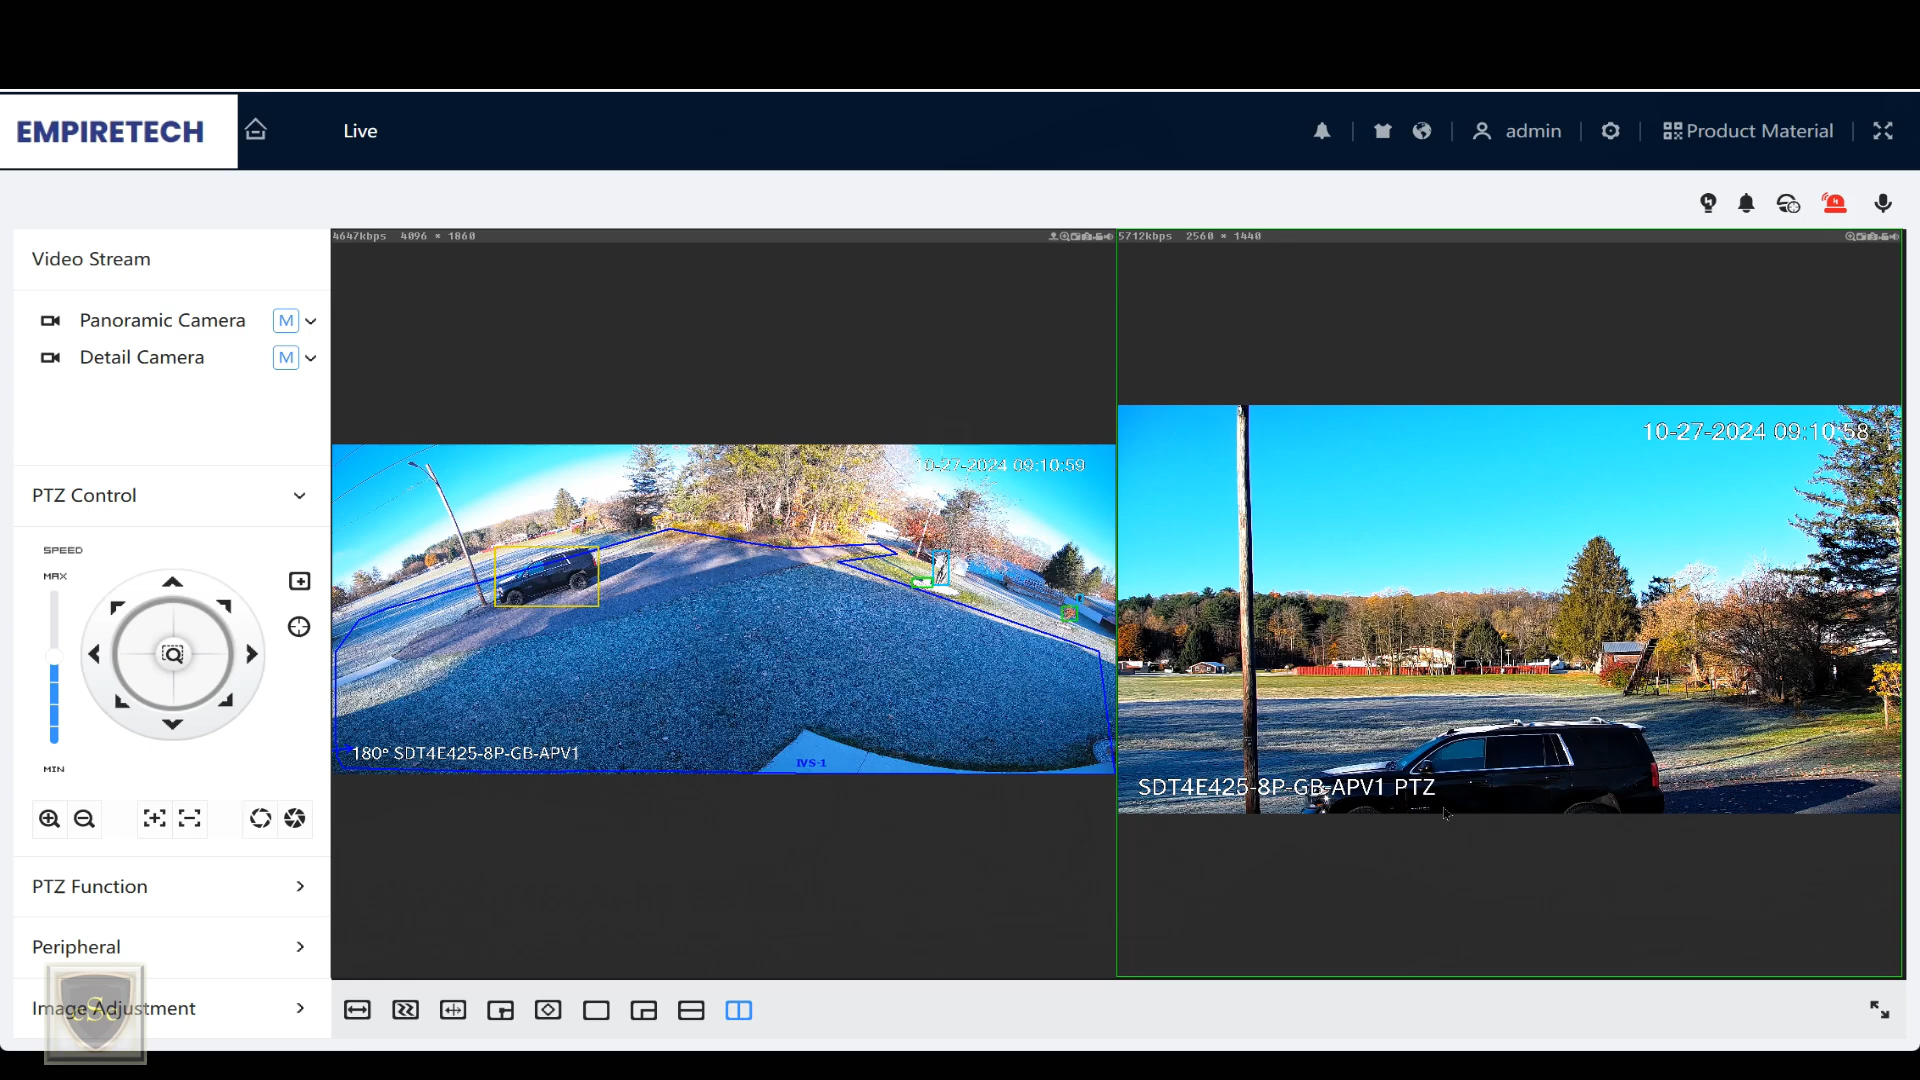 EMPIRETECH
Live
admin
Product Material
Video Stream
Panoramic Camera M
Detail Camera M
PTZ Control
SPEED
MAX
MIN
PTZ Function
Peripheral
Image Adjustment
4647kbps 4096 * 1860
10-27-2024 09:10:59
180° SDT4E425-8P-GB-APV1
IVS-1
5712kbps 2560 * 1440
10-27-2024 09:10:58
SDT4E425-8P-GB-APV1 PTZ